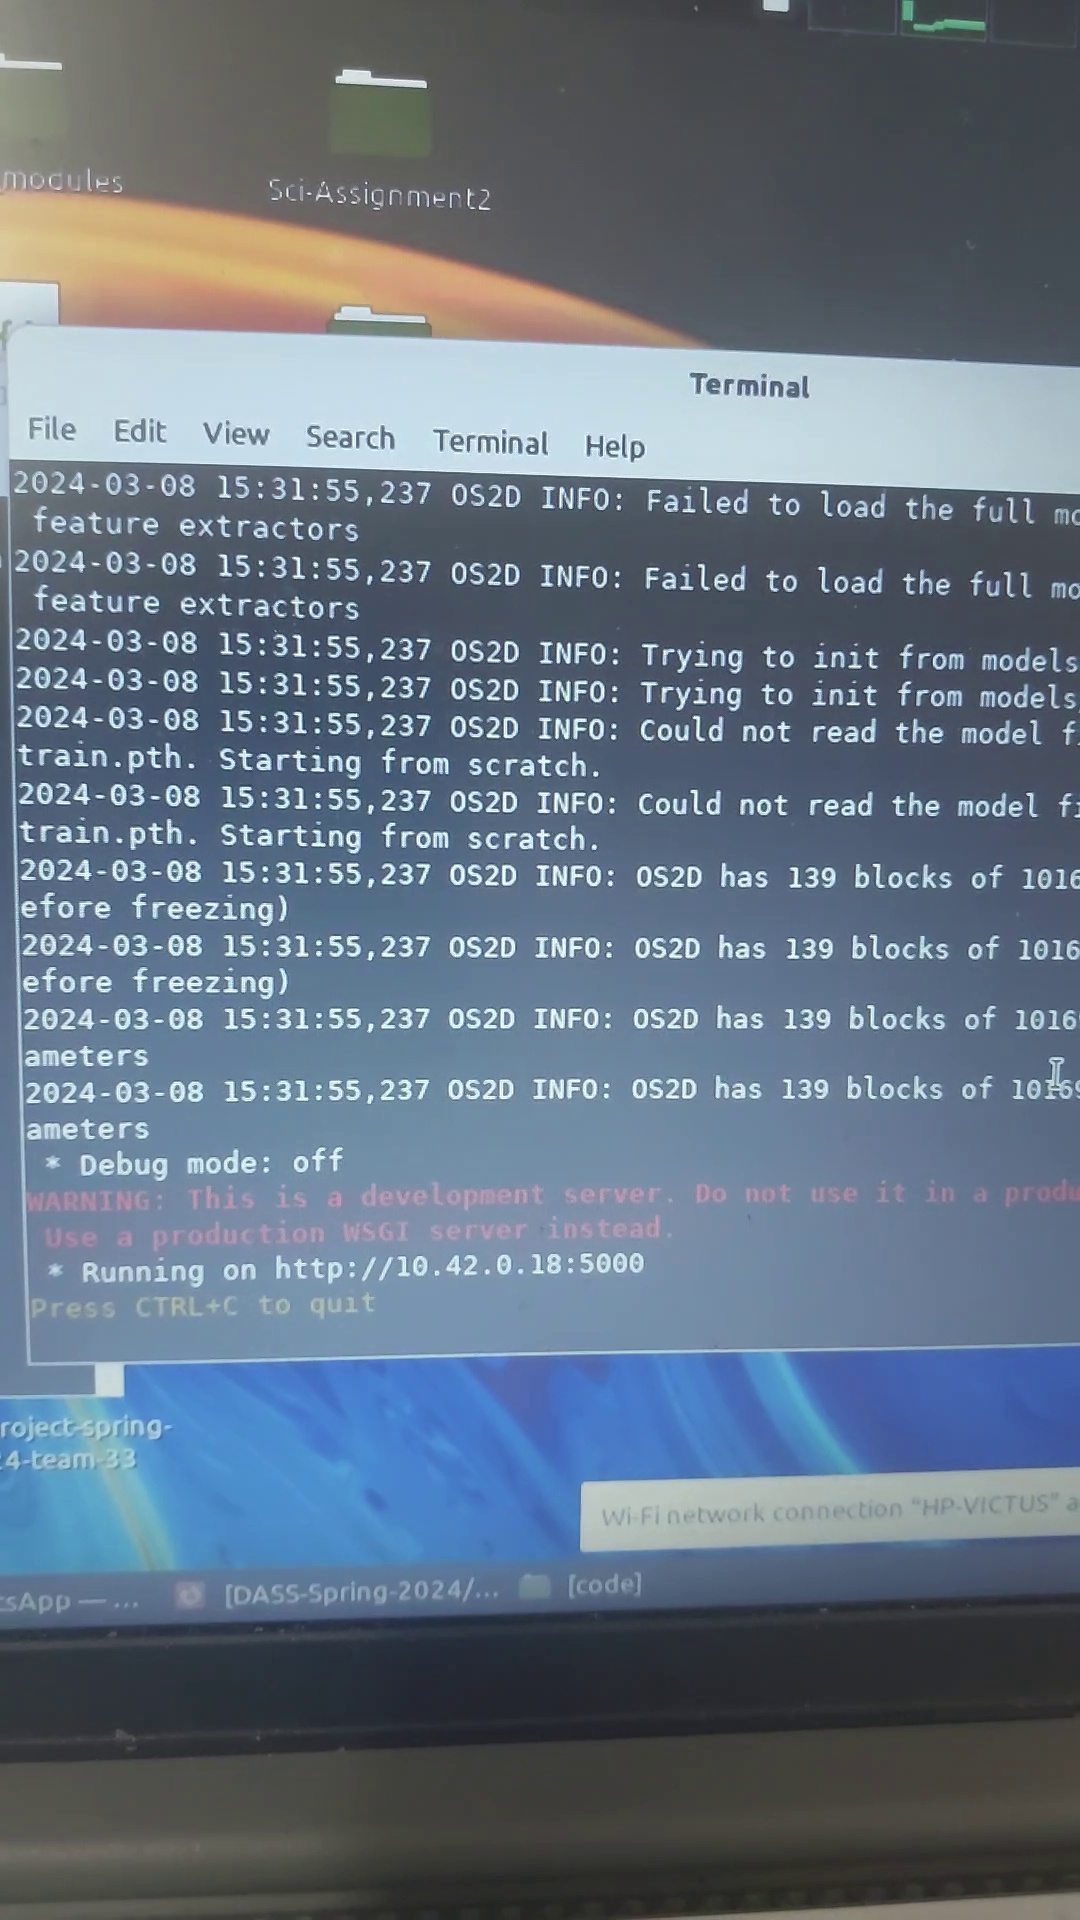 modules
Sci-Assignment2
Terminal
File Edit View Search Terminal Help
2024-03-08 15:31:55,237 OS2D INFO: Failed to load the full
feature extractors
2024-03-08 15:31:55,237 OS2D INFO: Failed to load the full
feature extractors
2024-03-08 15:31:55,237 OS2D INFO: Trying to init from models
2024-03-08 15:31:55,237 OS2D INFO: Trying to init from models
2024-03-08 15:31:55,237 OS2D INFO: Could not read the model
train.pth. Starting from scratch.
2024-03-08 15:31:55,237 OS2D INFO: Could not read the model
train.pth. Starting from scratch.
2024-03-08 15:31:55,237 OS2D INFO: OS2D has 139 blocks of 1016
efore freezing)
2024-03-08 15:31:55,237 OS2D INFO: OS2D has 139 blocks of 1016
efore freezing)
2024-03-08 15:31:55,237 OS2D INFO: OS2D has 139 blocks of 1016
ameters
2024-03-08 15:31:55,237 OS2D INFO: OS2D has 139 blocks of 10169
ameters
* Debug mode: off
WARNING: This is a development server. Do not use it in a produ
Use a production WSGI server instead.
* Running on http://10.42.0.18:5000
Press CTRL+C to quit
roject-spring-
4-team-33
Wi-Fi network connection "HP-VICTUS" a
tsApp — ...
[DASS-Spring-2024/...
[code]